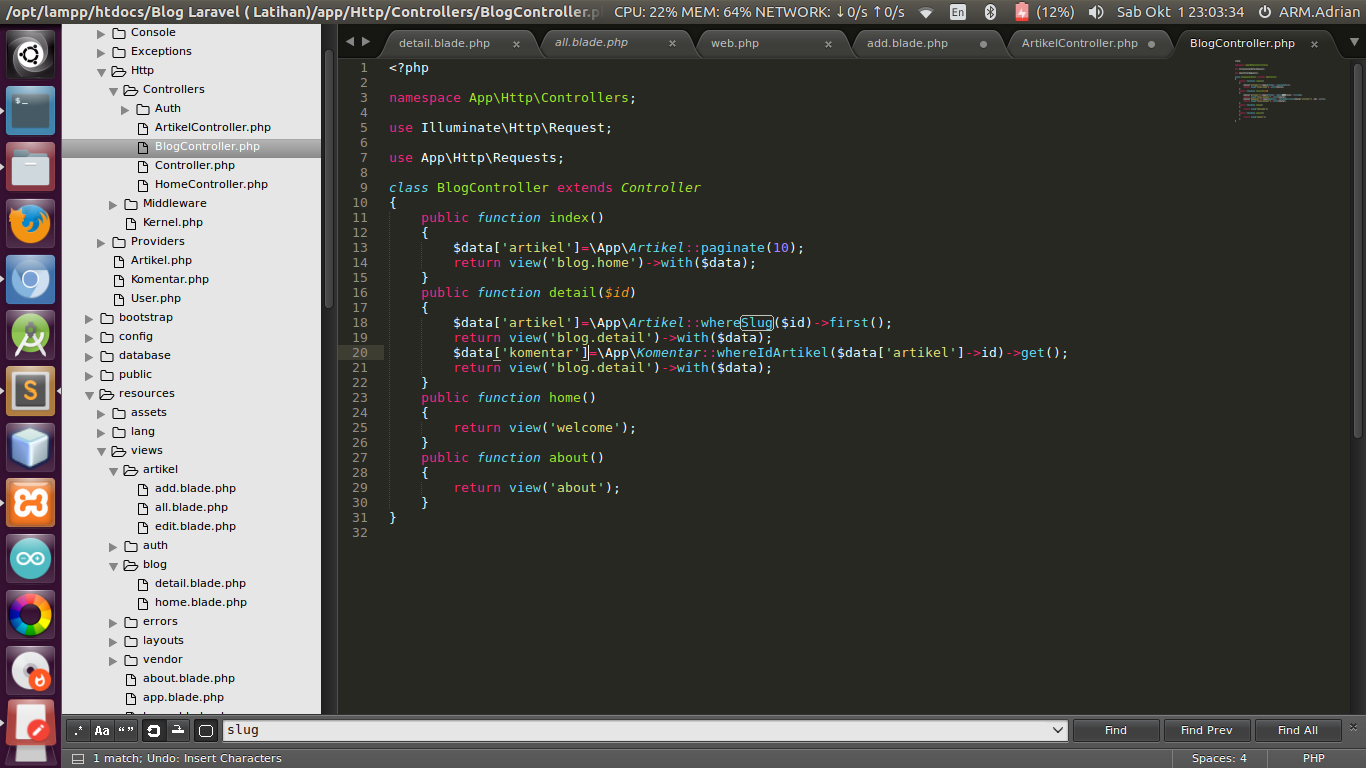 /opt/lampp/htdocs/Blog Laravel ( Latihan)/app/Http/Controllers/BlogController.p
CPU: 22% MEM: 64% NETWORK: ↓0/s ↑0/s
En
(12%)
Sab Okt 1 23:03:34
ARM.Adrian
Console
Exceptions
Http
Controllers
Auth
ArtikelController.php
BlogController.php
Controller.php
HomeController.php
Middleware
Kernel.php
Providers
Artikel.php
Komentar.php
User.php
bootstrap
config
database
public
resources
assets
lang
views
artikel
add.blade.php
all.blade.php
edit.blade.php
auth
blog
detail.blade.php
home.blade.php
errors
layouts
vendor
about.blade.php
app.blade.php
detail.blade.php ×
all.blade.php ×
web.php ×
add.blade.php
ArtikelController.php
BlogController.php ×
1 <?php
2
3 namespace App\Http\Controllers;
4
5 use Illuminate\Http\Request;
6
7 use App\Http\Requests;
8
9 class BlogController extends Controller
10 {
11     public function index()
12     {
13         $data['artikel']=\App\Artikel::paginate(10);
14         return view('blog.home')->with($data);
15     }
16     public function detail($id)
17     {
18         $data['artikel']=\App\Artikel::whereSlug($id)->first();
19         return view('blog.detail')->with($data);
20         $data['komentar']=\App\Komentar::whereIdArtikel($data['artikel']->id)->get();
21         return view('blog.detail')->with($data);
22     }
23     public function home()
24     {
25         return view('welcome');
26     }
27     public function about()
28     {
29         return view('about');
30     }
31 }
32
.* Aa “ ” slug Find Find Prev Find All ×
1 match; Undo: Insert Characters Spaces: 4 PHP